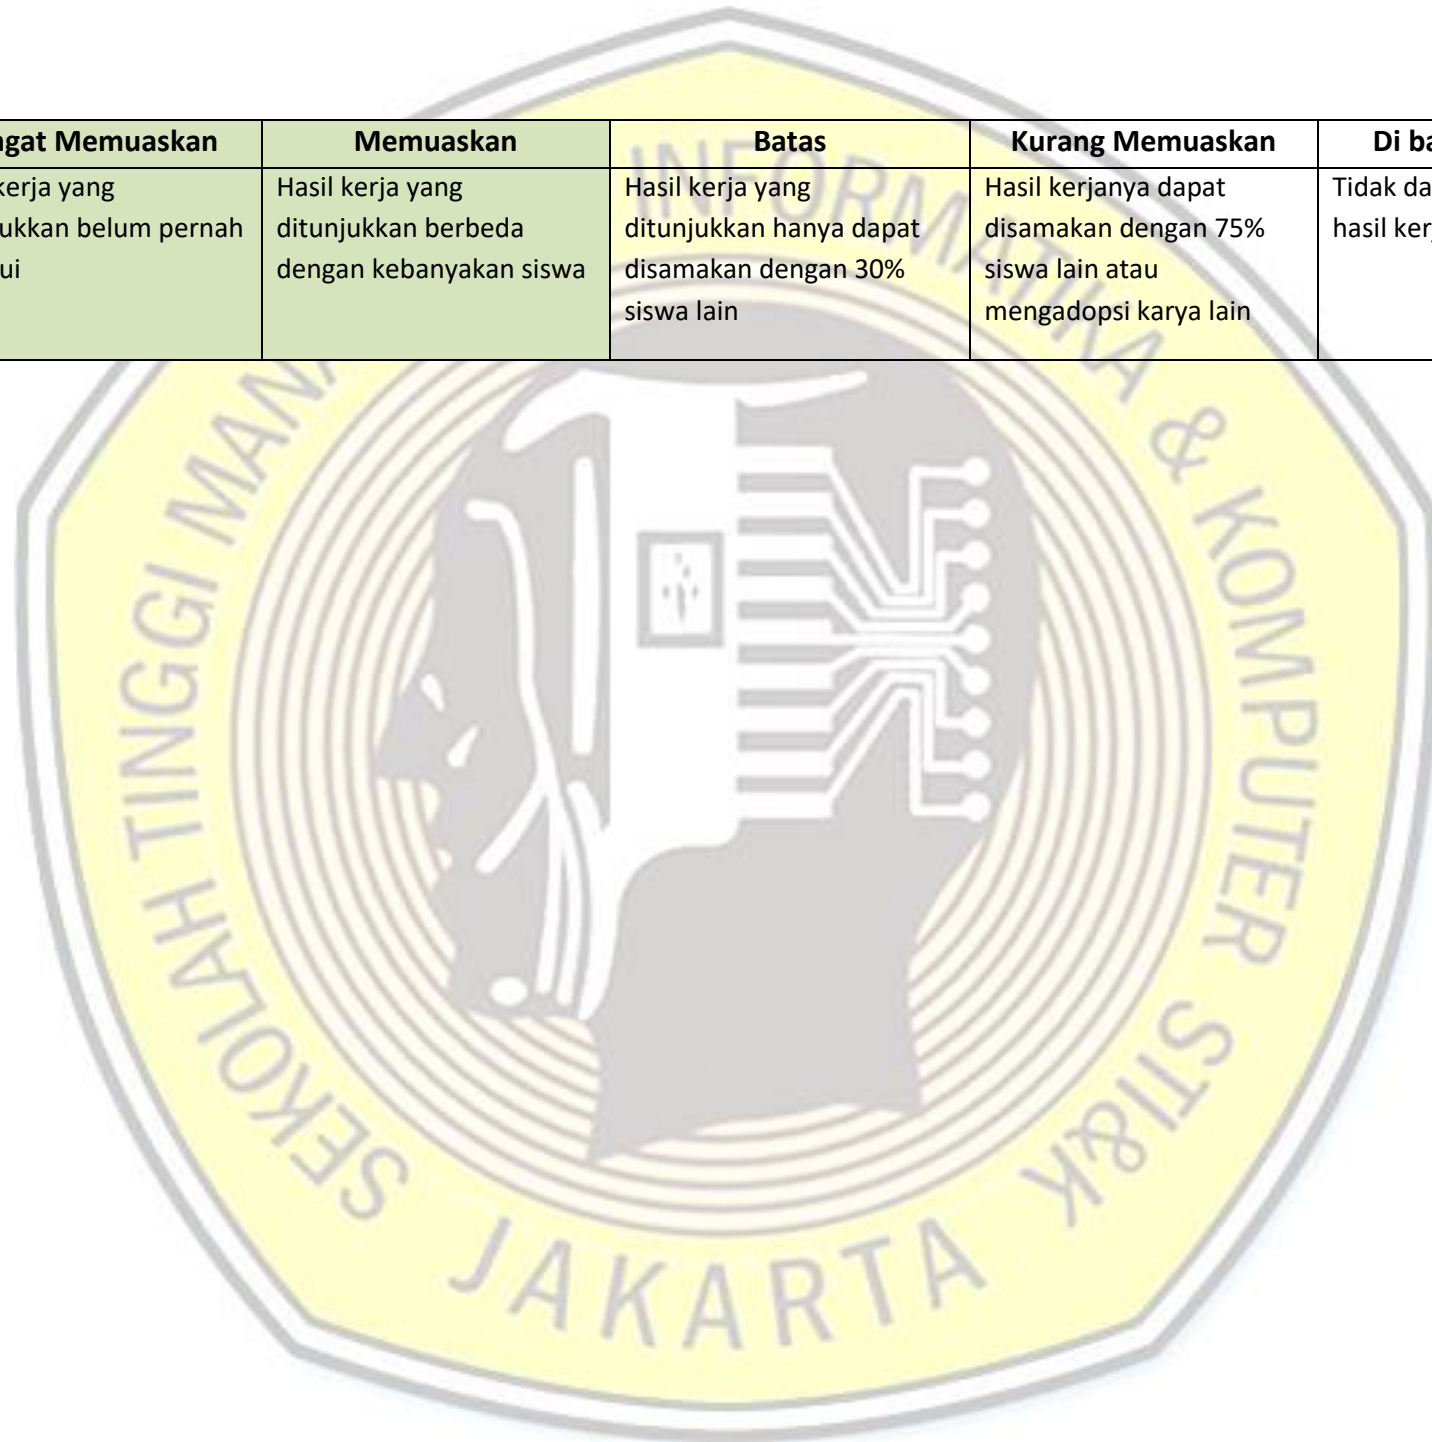 ngat Memuaskan
Memuaskan
Batas
Kurang Memuaskan
Di ba
kerja yang
ukkan belum pernah
ui
Hasil kerja yang
ditunjukkan berbeda
dengan kebanyakan siswa
Hasil kerja yang
ditunjukkan hanya dapat
disamakan dengan 30%
siswa lain
Hasil kerjanya dapat
disamakan dengan 75%
siswa lain atau
mengadopsi karya lain
Tidak da
hasil ker
SEKOLAH TINGGI MANA INFORMATIKA & KOMPUTER STI&K
JAKARTA